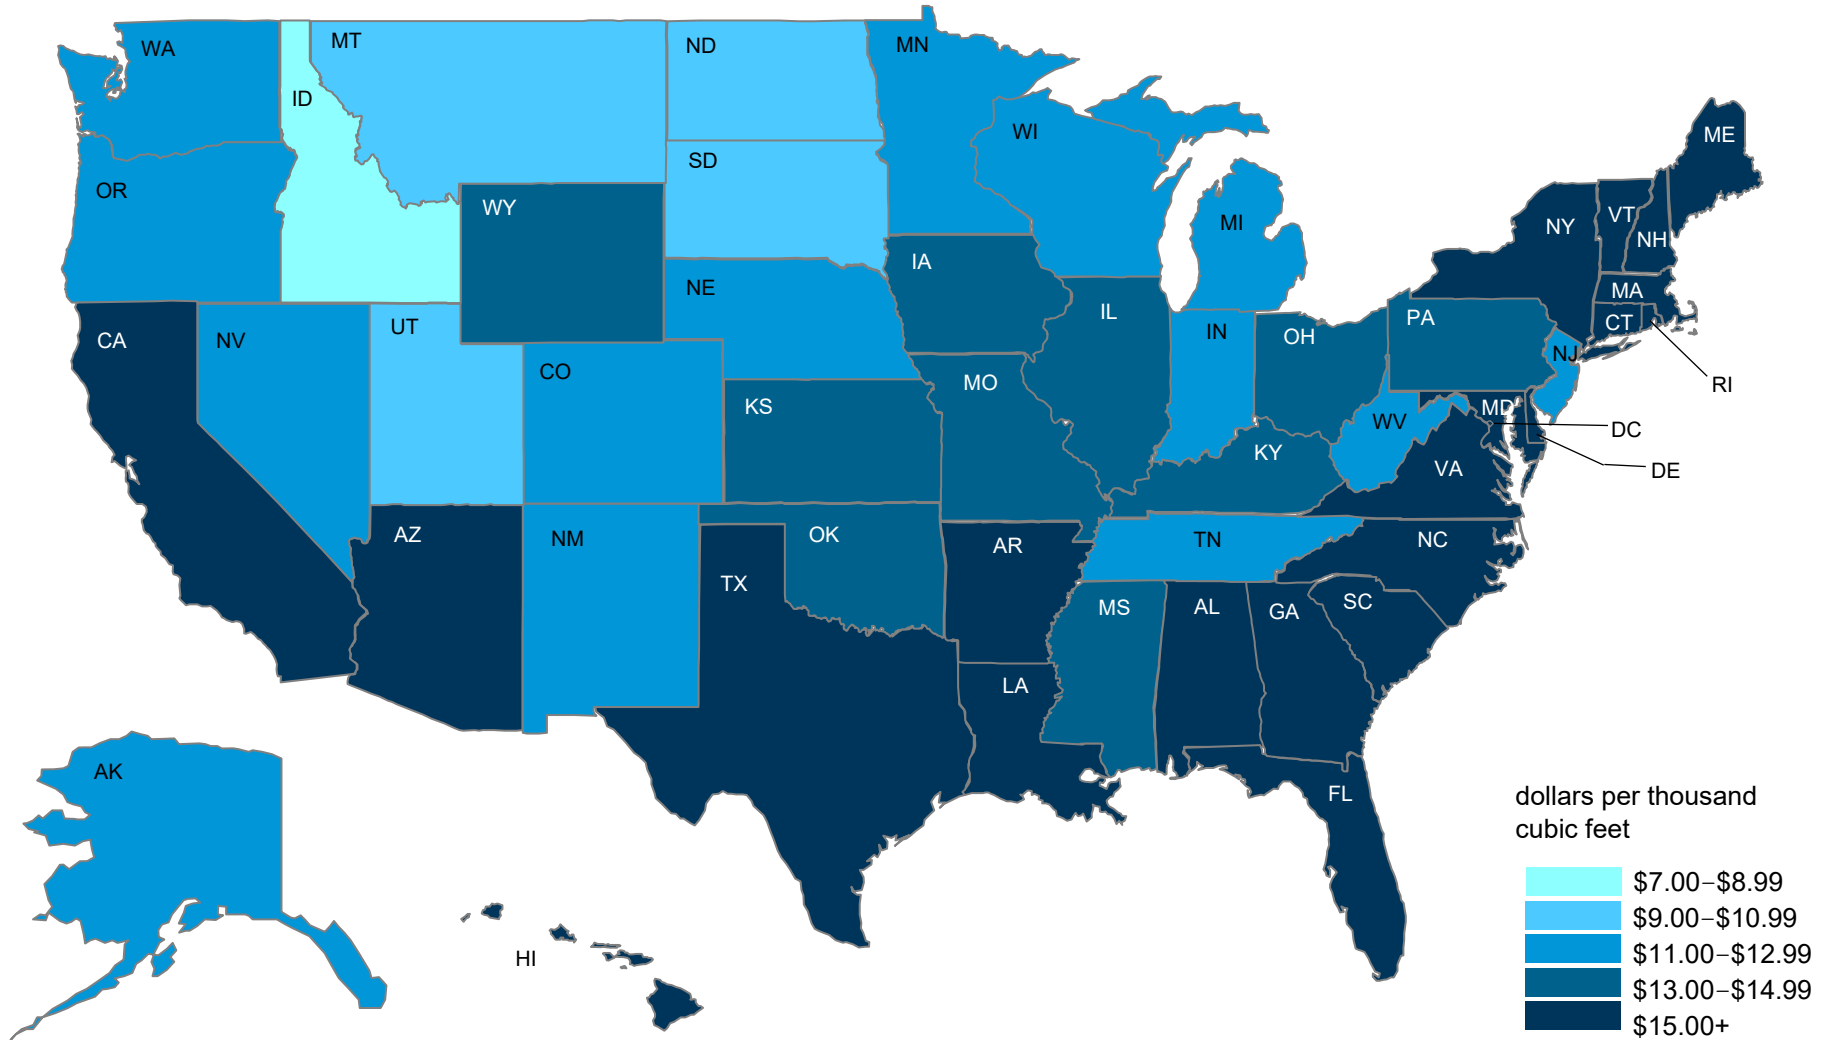 WA
MT
ND
MN
ID
WI
ME
OR
SD
WY
MI
NY
VT
NH
IA
NE
MA
IL
PA
CT
UT
IN
OH
CA
NV
NJ
CO
MO
RI
KS
MD
WV
DC
KY
VA
DE
AZ
NM
OK
AR
TN
NC
TX
MS
AL
GA
SC
LA
AK
FL
HI
dollars per thousand
cubic feet
$7.00–$8.99
$9.00–$10.99
$11.00–$12.99
$13.00–$14.99
$15.00+